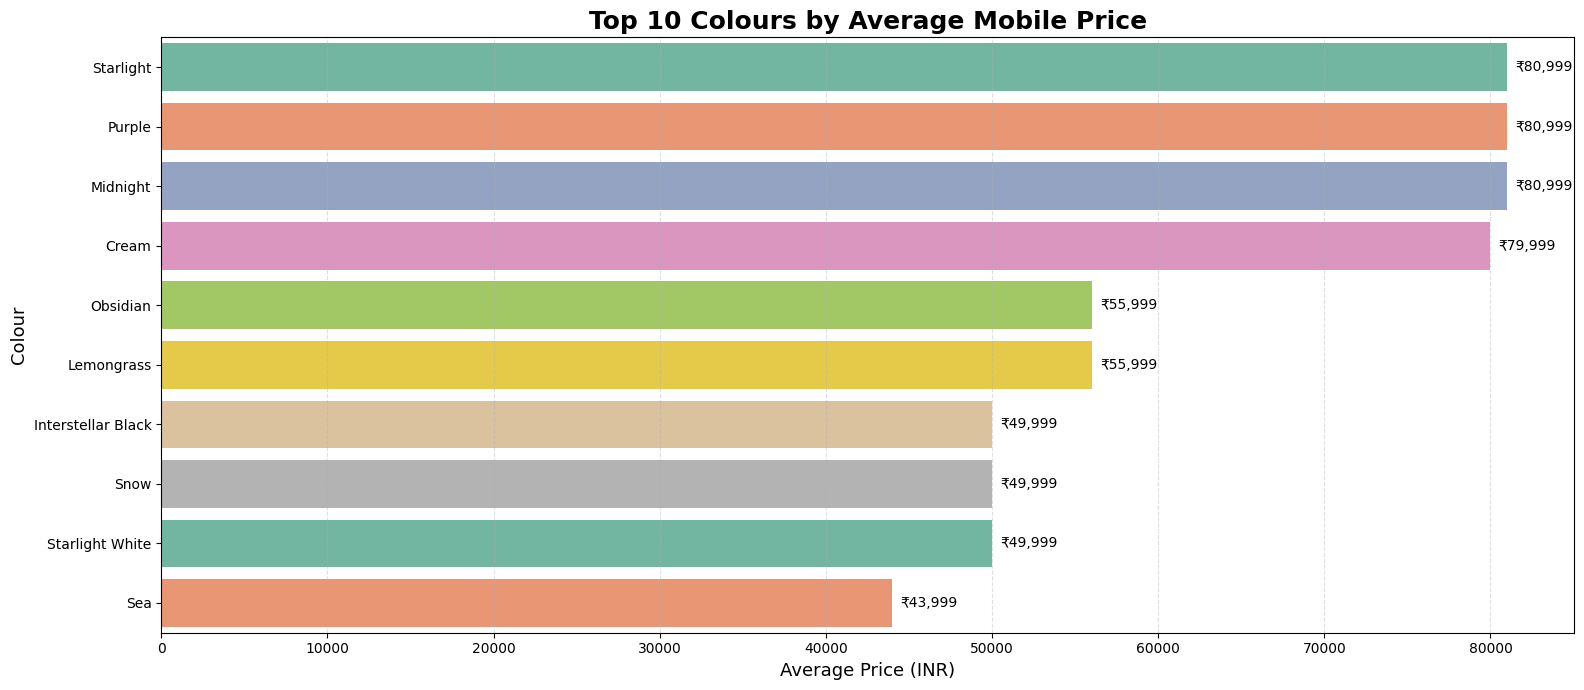 Top 10 Colours by Average Mobile Price
Starlight ₹80,999
Purple ₹80,999
Midnight ₹80,999
Cream ₹79,999
Obsidian ₹55,999
Lemongrass ₹55,999
Interstellar Black ₹49,999
Snow ₹49,999
Starlight White ₹49,999
Sea ₹43,999
Colour
0 10000 20000 30000 40000 50000 60000 70000 80000
Average Price (INR)